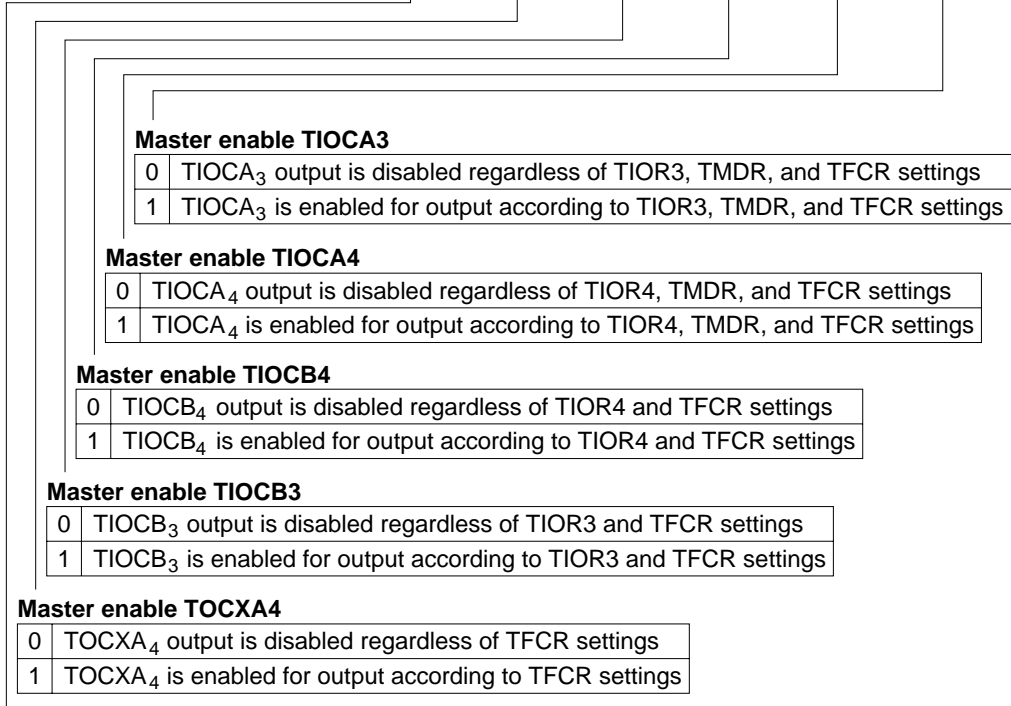 Master enable TIOCA3
0 TIOCA3 output is disabled regardless of TIOR3, TMDR, and TFCR settings
1 TIOCA3 is enabled for output according to TIOR3, TMDR, and TFCR settings
Master enable TIOCA4
0 TIOCA4 output is disabled regardless of TIOR4, TMDR, and TFCR settings
1 TIOCA4 is enabled for output according to TIOR4, TMDR, and TFCR settings
Master enable TIOCB4
0 TIOCB4 output is disabled regardless of TIOR4 and TFCR settings
1 TIOCB4 is enabled for output according to TIOR4 and TFCR settings
Master enable TIOCB3
0 TIOCB3 output is disabled regardless of TIOR3 and TFCR settings
1 TIOCB3 is enabled for output according to TIOR3 and TFCR settings
Master enable TOCXA4
0 TOCXA4 output is disabled regardless of TFCR settings
1 TOCXA4 is enabled for output according to TFCR settings